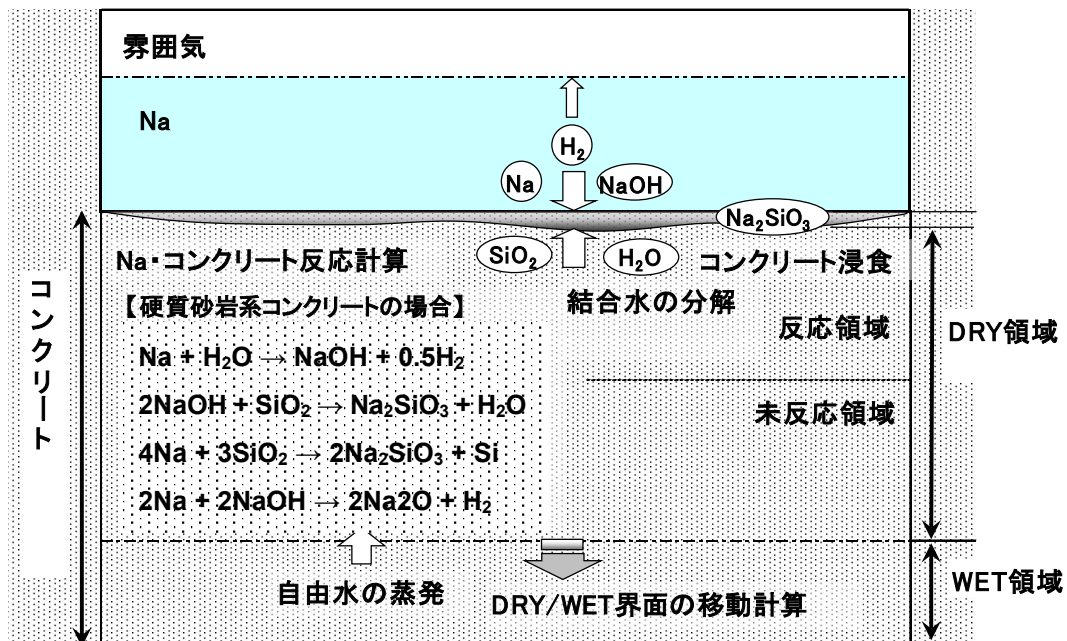 雰囲気
Na
H₂
Na
NaOH
Na₂SiO₃
SiO₂
H₂O
Na・コンクリート反応計算
コンクリート浸食
【硬質砂岩系コンクリートの場合】
結合水の分解
反応領域
DRY領域
コンクリート
Na + H₂O → NaOH + 0.5H₂
2NaOH + SiO₂ → Na₂SiO₃ + H₂O
未反応領域
4Na + 3SiO₂ → 2Na₂SiO₃ + Si
2Na + 2NaOH → 2Na2O + H₂
自由水の蒸発
DRY/WET界面の移動計算
WET領域